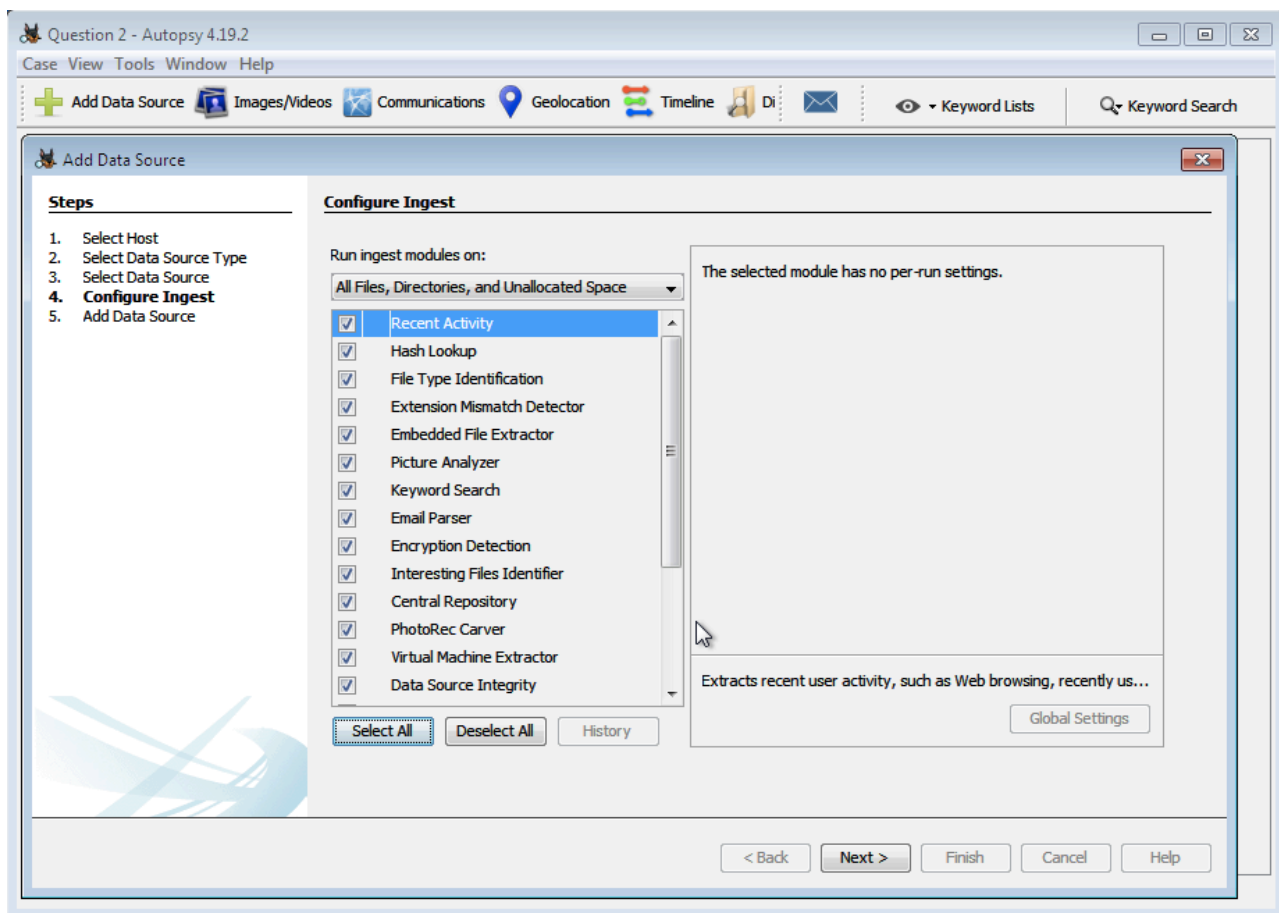 Question 2 - Autopsy 4.19.2
Case View Tools Window Help
Add Data Source Images/Videos Communications Geolocation Timeline Di Keyword Lists Keyword Search
Add Data Source
Steps
1. Select Host
2. Select Data Source Type
3. Select Data Source
4. Configure Ingest
5. Add Data Source
Configure Ingest
Run ingest modules on:
All Files, Directories, and Unallocated Space
Recent Activity
Hash Lookup
File Type Identification
Extension Mismatch Detector
Embedded File Extractor
Picture Analyzer
Keyword Search
Email Parser
Encryption Detection
Interesting Files Identifier
Central Repository
PhotoRec Carver
Virtual Machine Extractor
Data Source Integrity
Select All Deselect All History
The selected module has no per-run settings.
Extracts recent user activity, such as Web browsing, recently us...
Global Settings
< Back Next > Finish Cancel Help